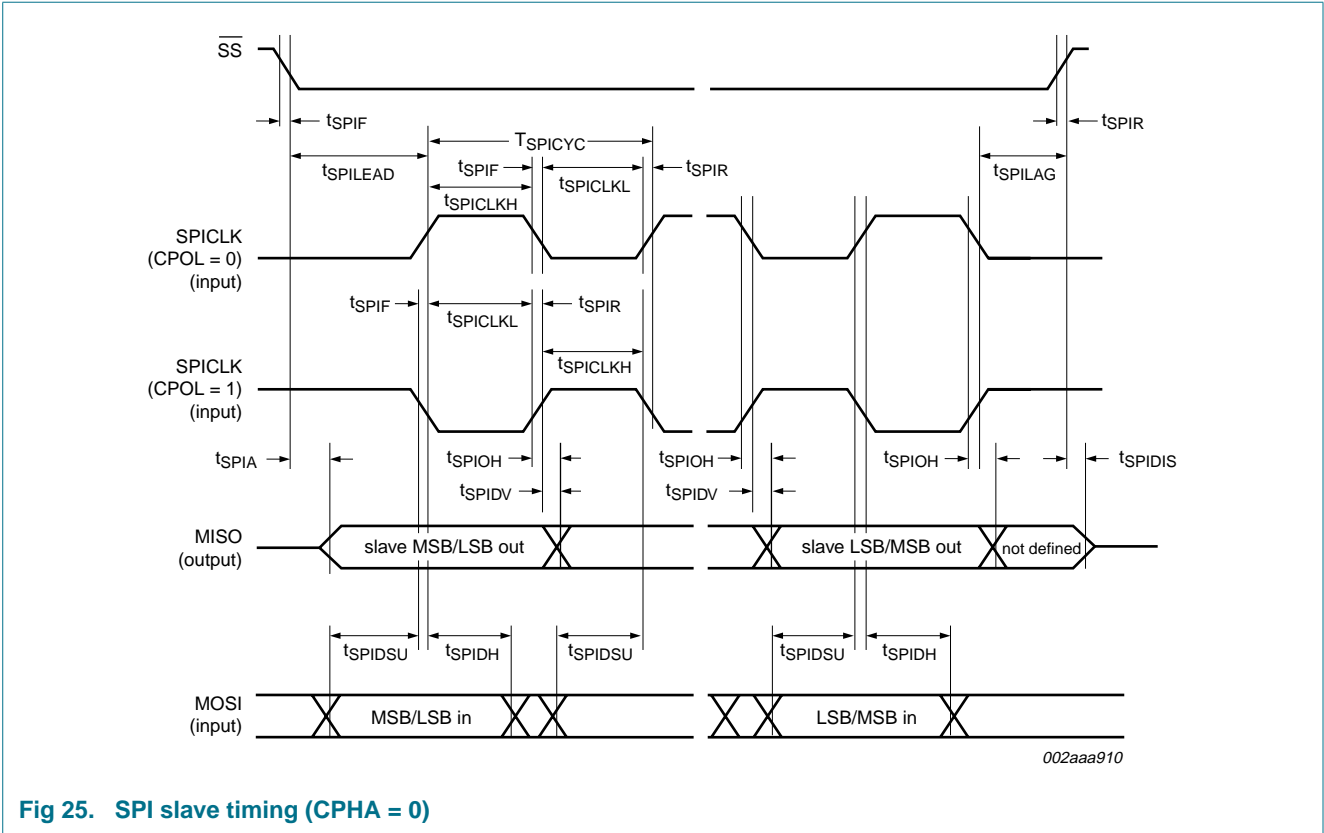 SS
tSPIF
tSPIR
TSPICYC
tSPILEAD
tSPIF
tSPICLKL
tSPIR
tSPILAG
tSPICLKH
SPICLK
(CPOL = 0)
(input)
tSPIF
tSPICLKL
tSPIR
tSPICLKH
SPICLK
(CPOL = 1)
(input)
tSPIA
tSPIOH
tSPIOH
tSPIOH
tSPIDIS
tSPIDV
tSPIDV
MISO
(output)
slave MSB/LSB out
slave LSB/MSB out
not defined
tSPIDSU
tSPIDH
tSPIDSU
tSPIDSU
tSPIDH
MOSI
(input)
MSB/LSB in
LSB/MSB in
002aaa910
Fig 25. SPI slave timing (CPHA = 0)